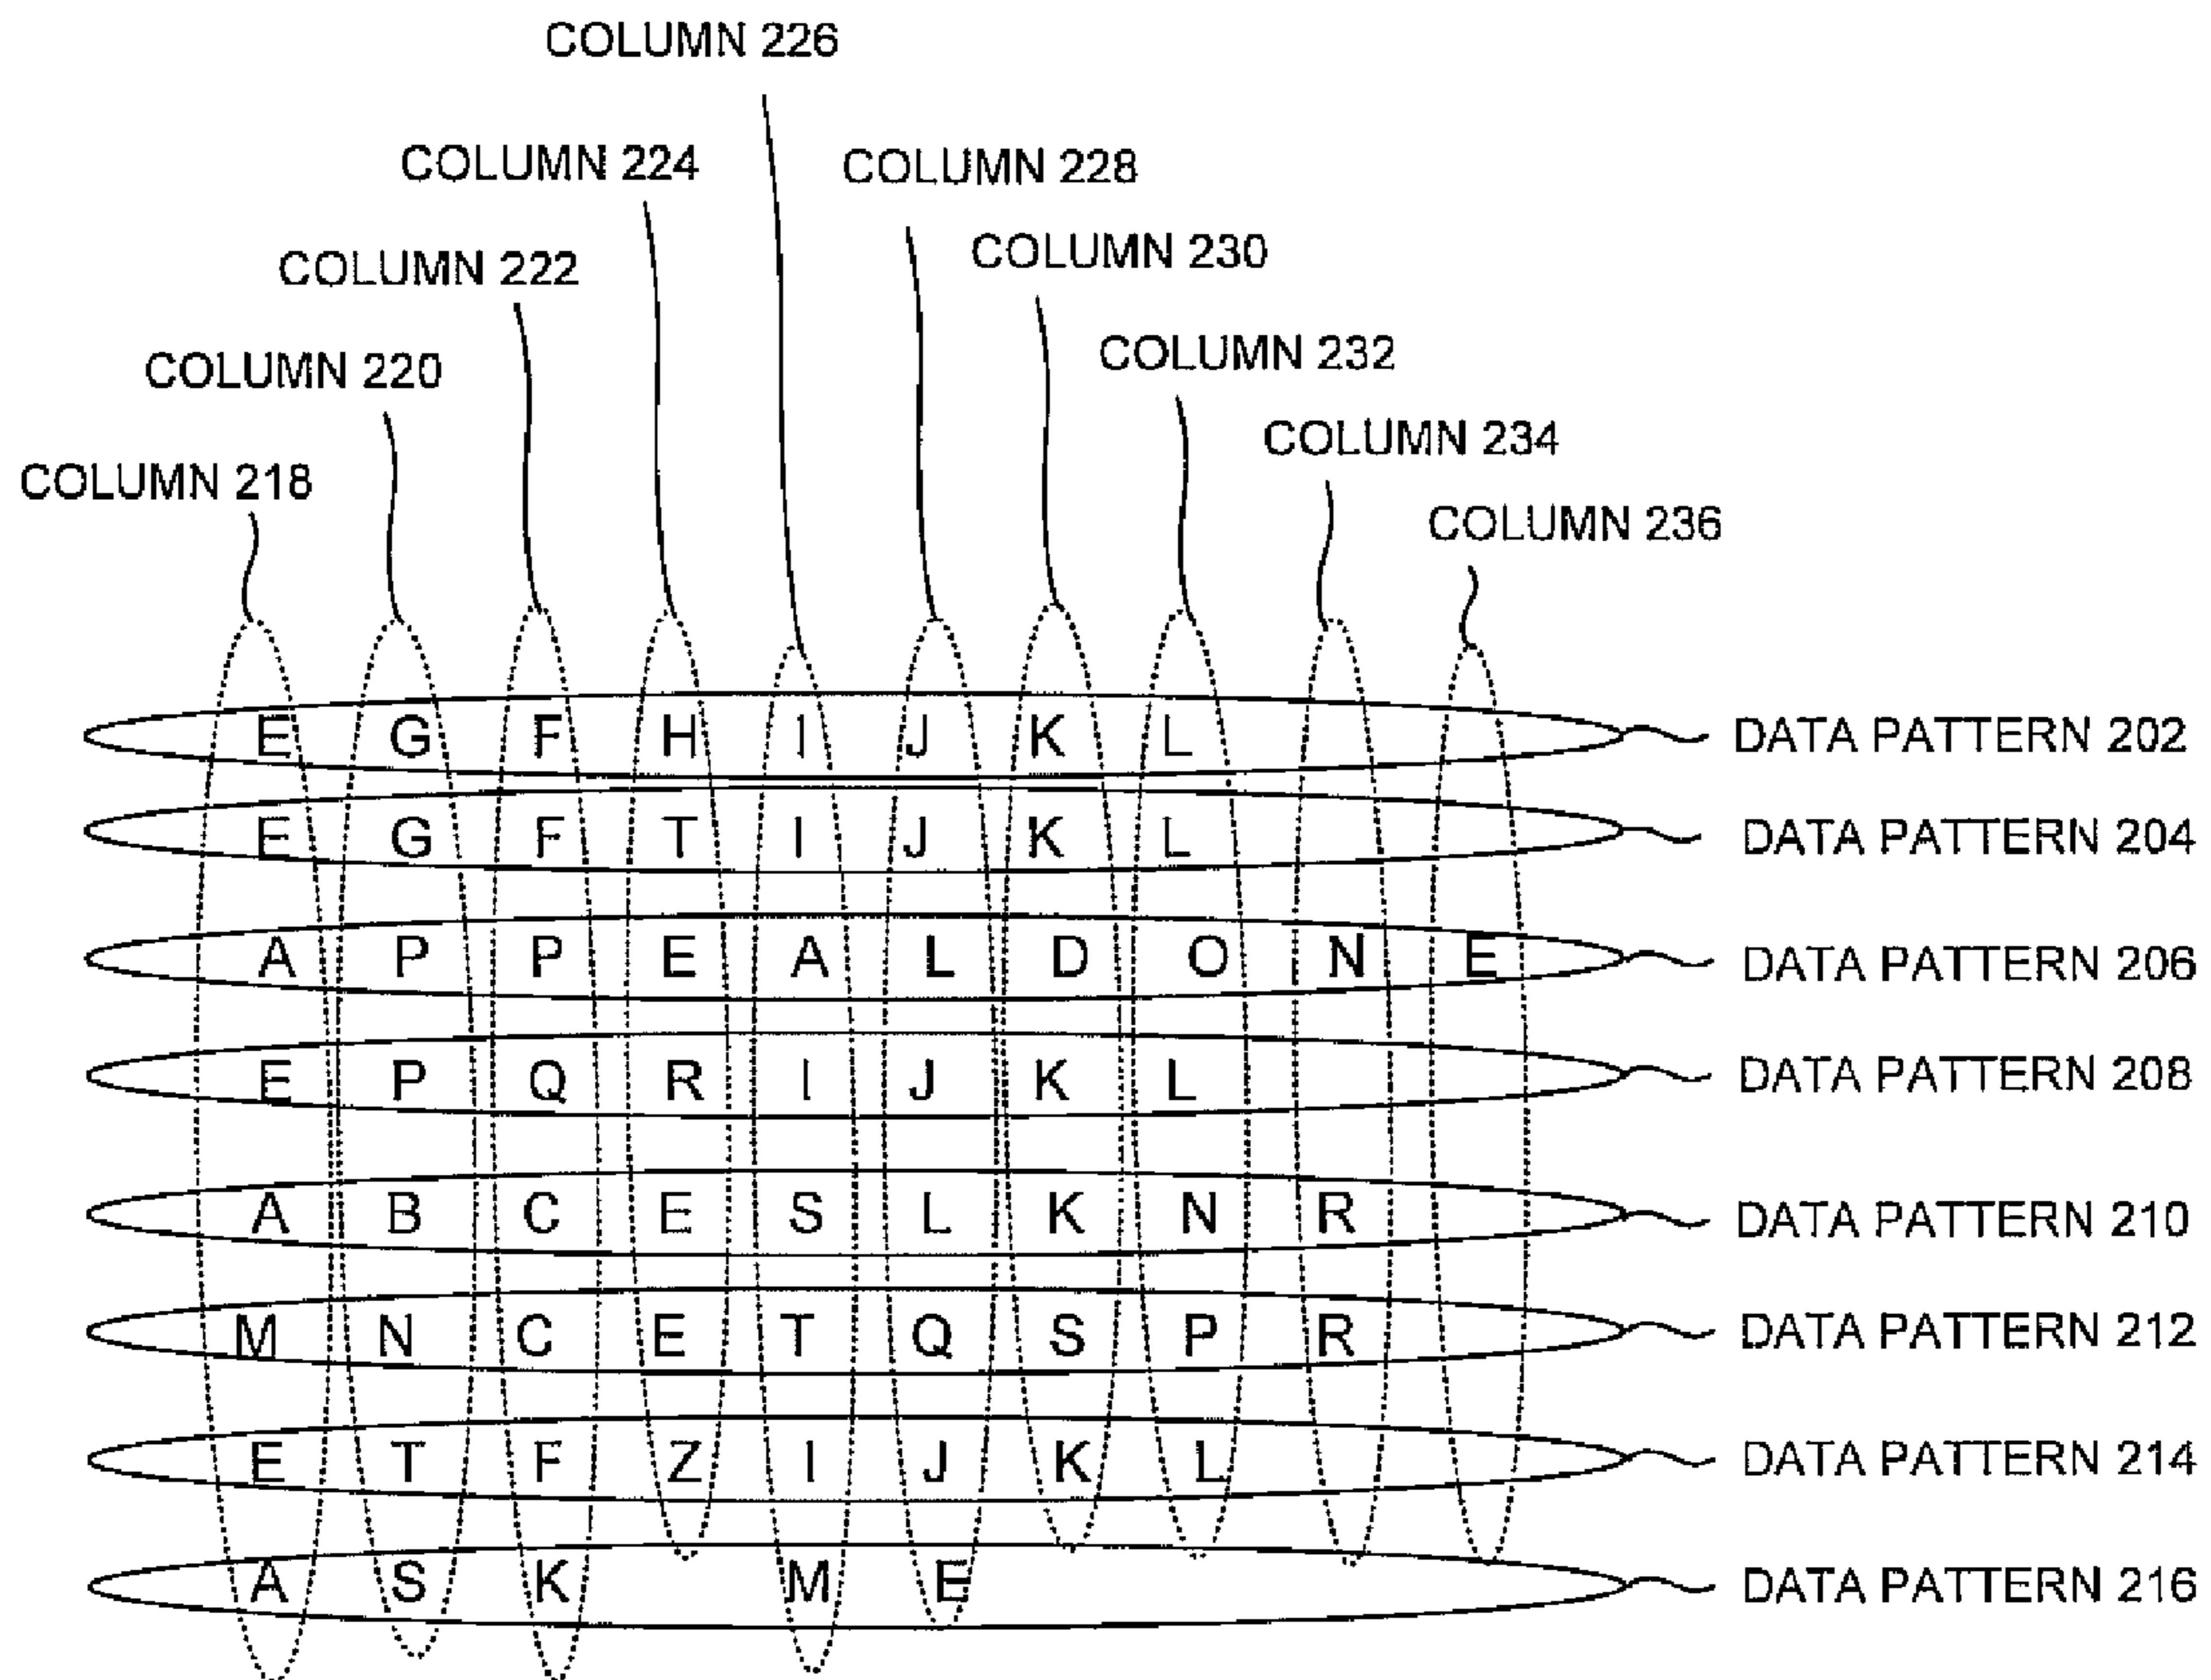 COLUMN 226
COLUMN 224
COLUMN 228
COLUMN 230
COLUMN 222
COLUMN 232
COLUMN 220
COLUMN 234
COLUMN 218
COLUMN 236
E G F H I J K L DATA PATTERN 202
E G F T I J K L DATA PATTERN 204
A P P E A L D O N E DATA PATTERN 206
E P Q R I J K L DATA PATTERN 208
A B C E S L K N R DATA PATTERN 210
M N C E T Q S P R DATA PATTERN 212
E T F Z I J K L DATA PATTERN 214
A S K M E DATA PATTERN 216